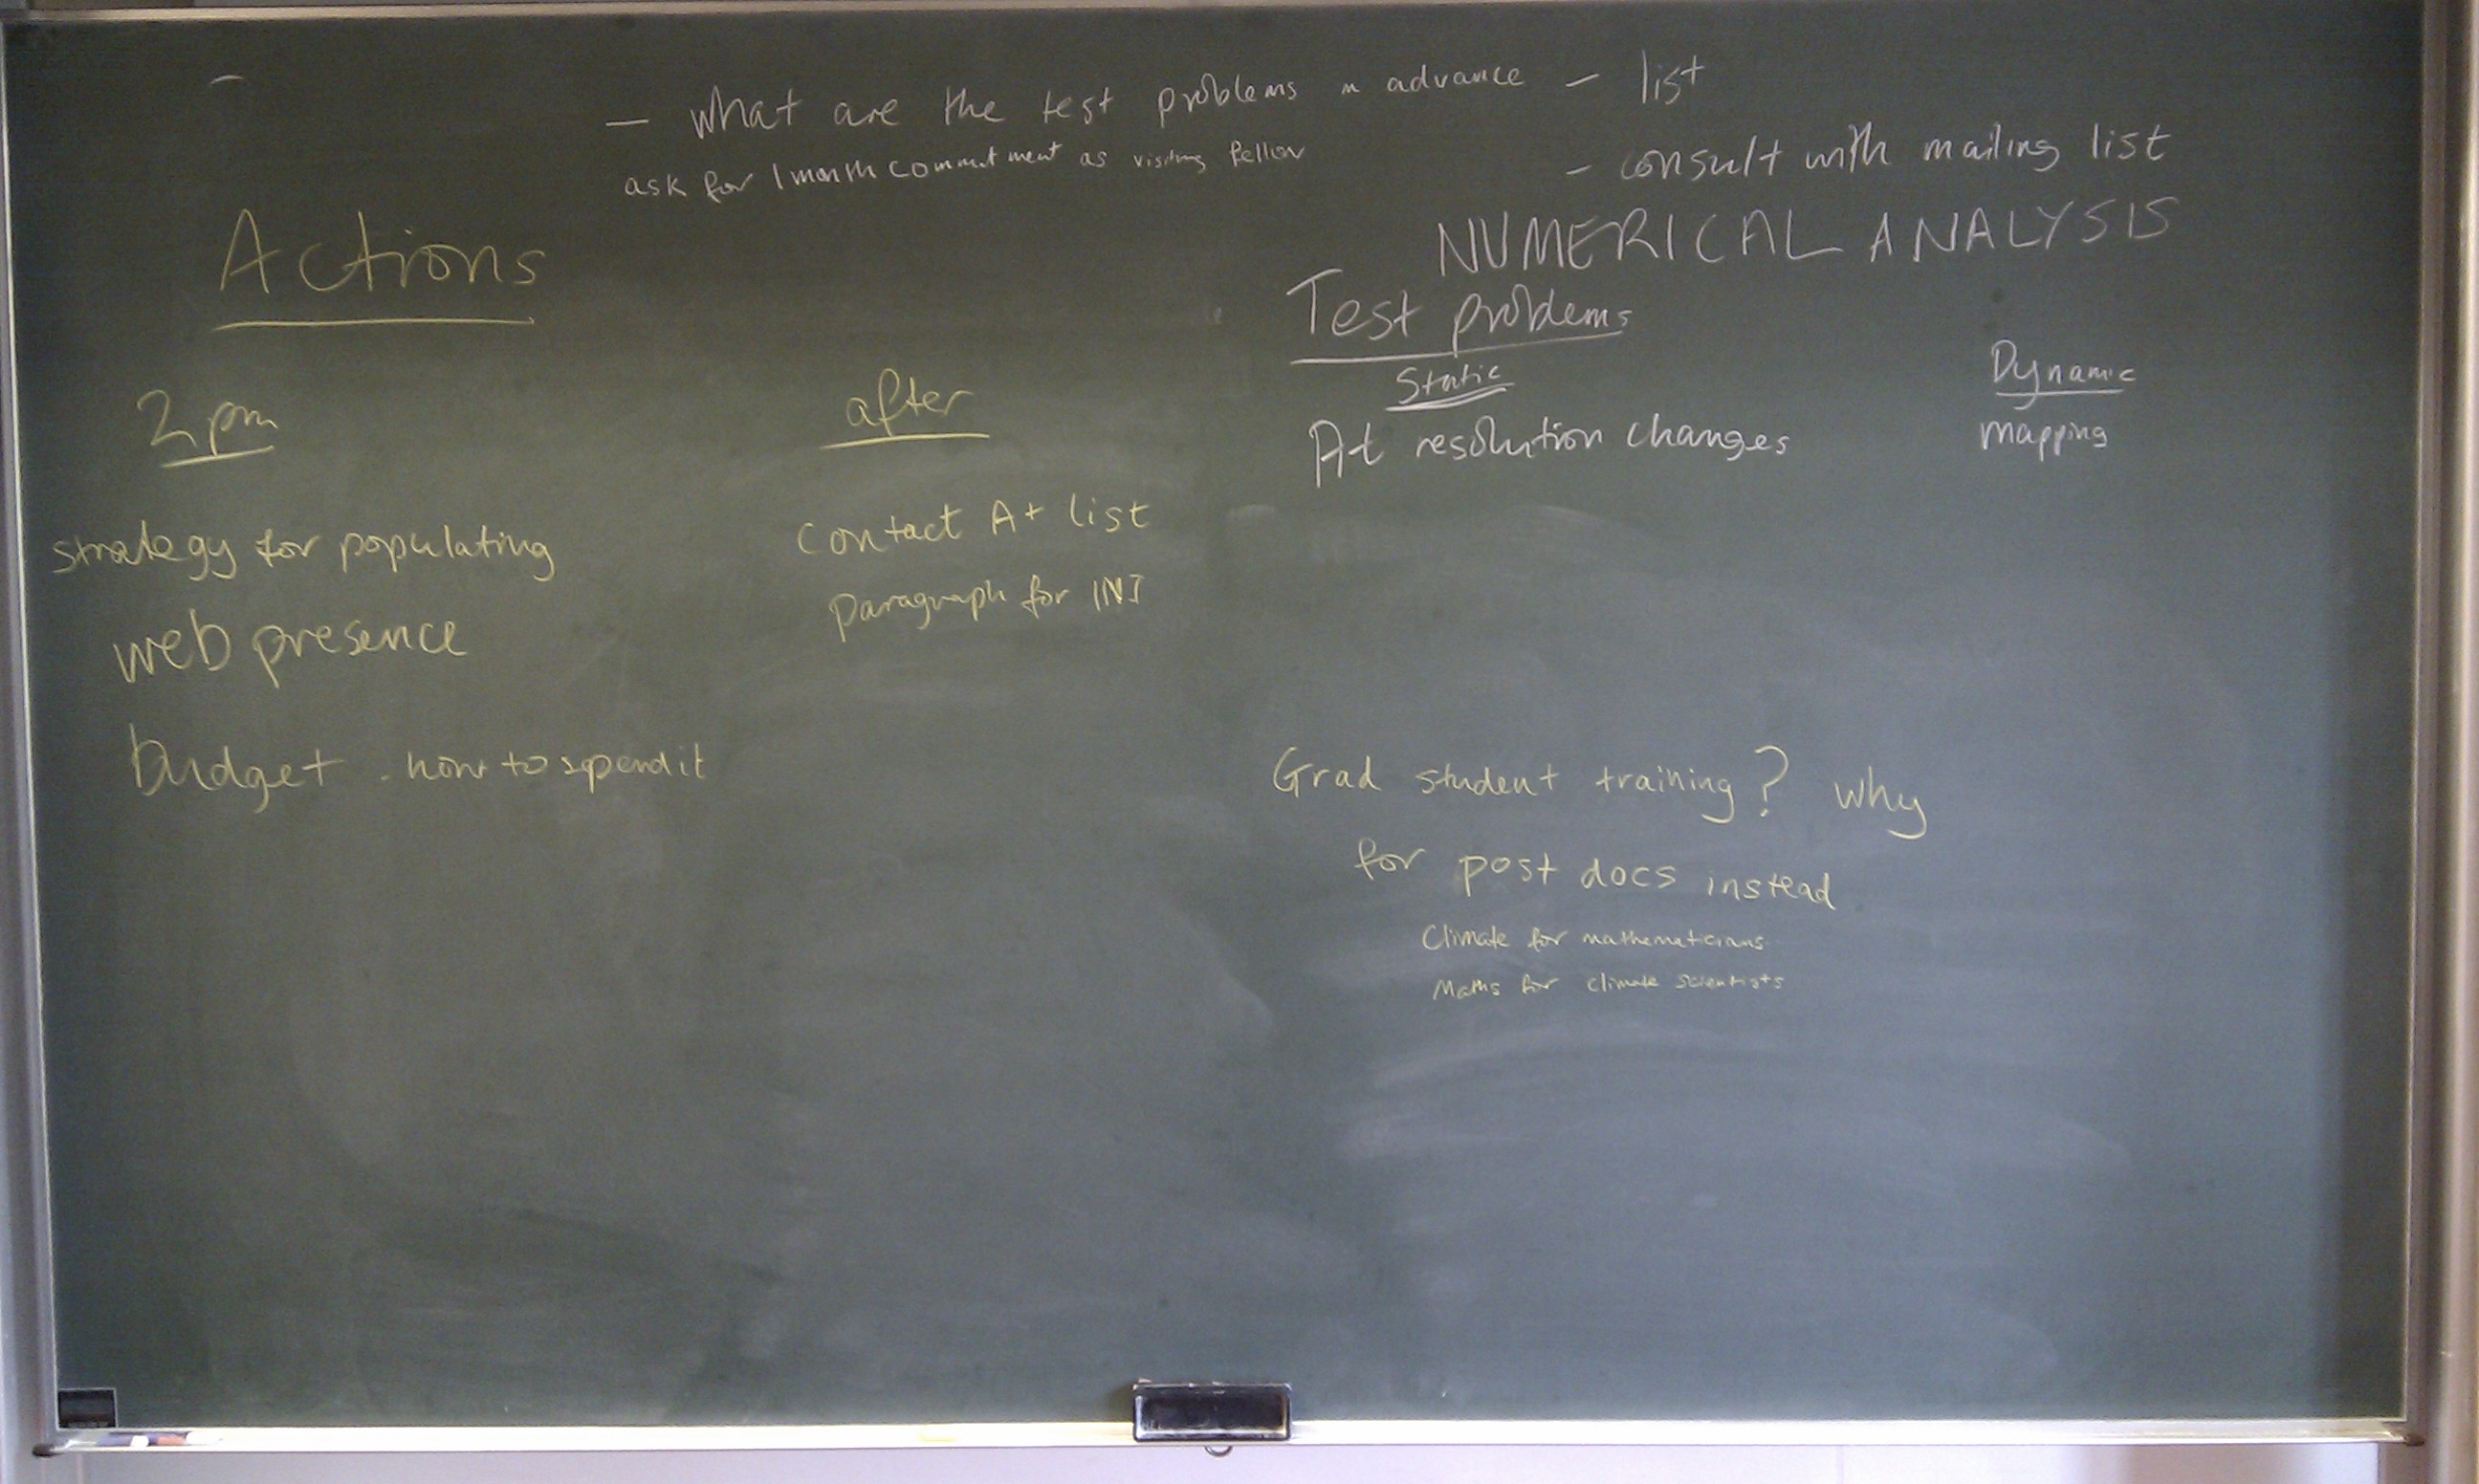 – what are the test problems in advance – list
ask for 1 month commitment as visiting fellow
– consult with mailing list
NUMERICAL ANALYSIS
Actions
2pm
strategy for populating
web presence
budget - how to spend it
after
contact A+ list
paragraph for INI
Test problems
Static
At resolution changes
Dynamic
mapping
Grad student training? why
for post docs instead
Climate for mathematicians
Maths for climate scientists